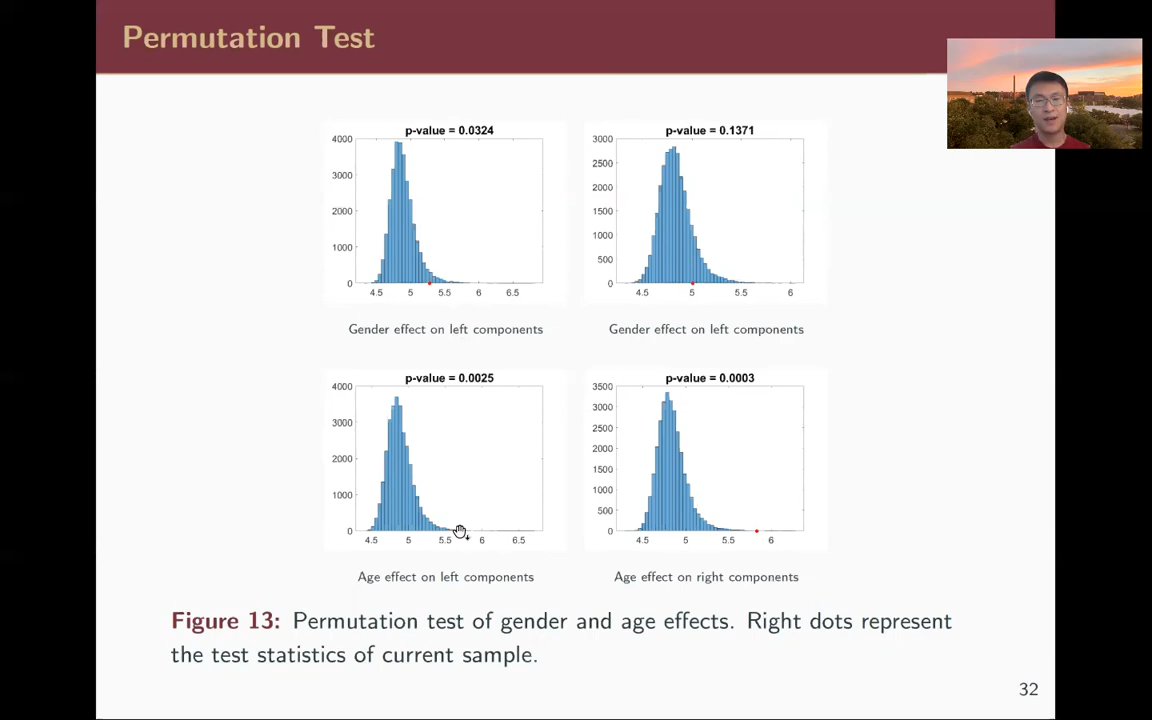 Permutation Test
p-value = 0.0324
4000
3000
2000
1000
0
4.5 5 5.5 6 6.5
Gender effect on left components
p-value = 0.1371
3000
2500
2000
1500
1000
500
0
4.5 5 5.5 6
Gender effect on left components
p-value = 0.0025
4000
3000
2000
1000
0
4.5 5 5.5 6 6.5
Age effect on left components
p-value = 0.0003
3500
3000
2500
2000
1500
1000
500
0
4.5 5 5.5 6
Age effect on right components
Figure 13: Permutation test of gender and age effects. Right dots represent
the test statistics of current sample.
32